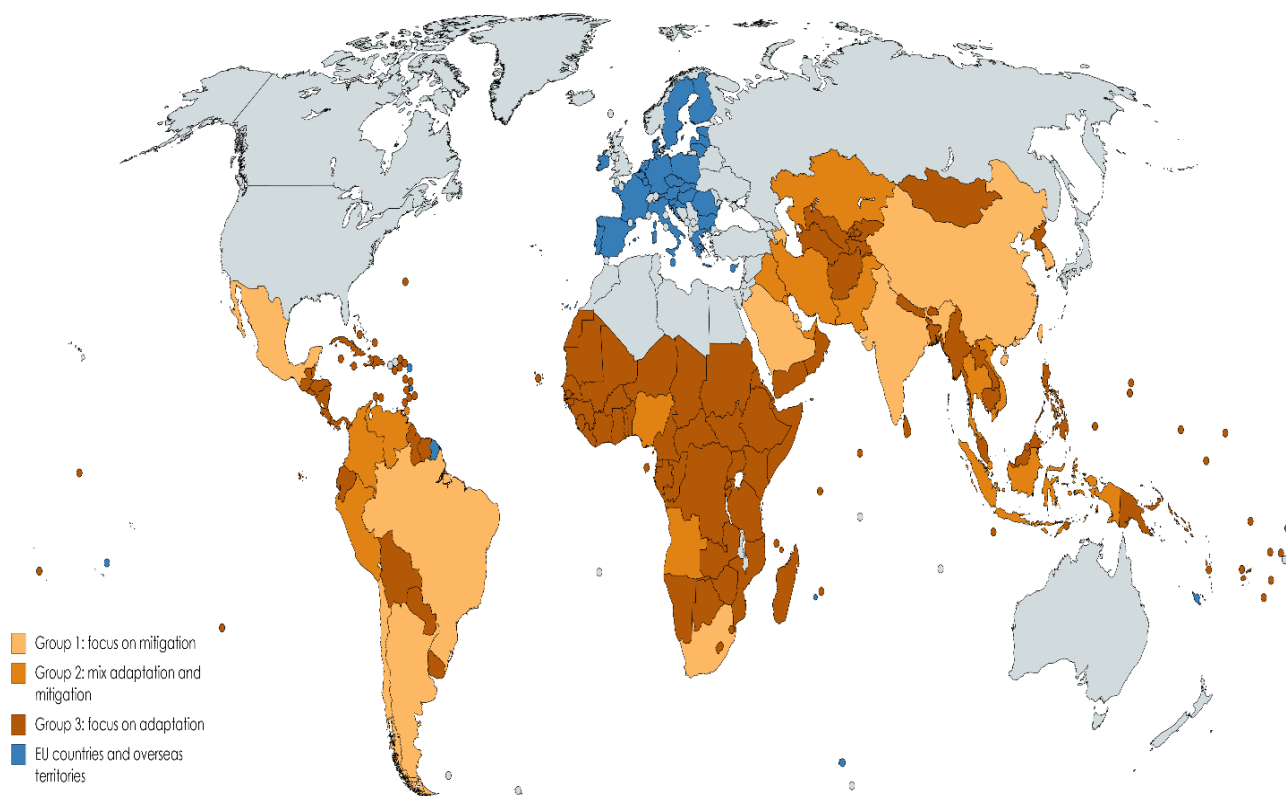 Group 1: focus on mitigation
Group 2: mix adaptation and
mitigation
Group 3: focus on adaptation
EU countries and overseas
territories